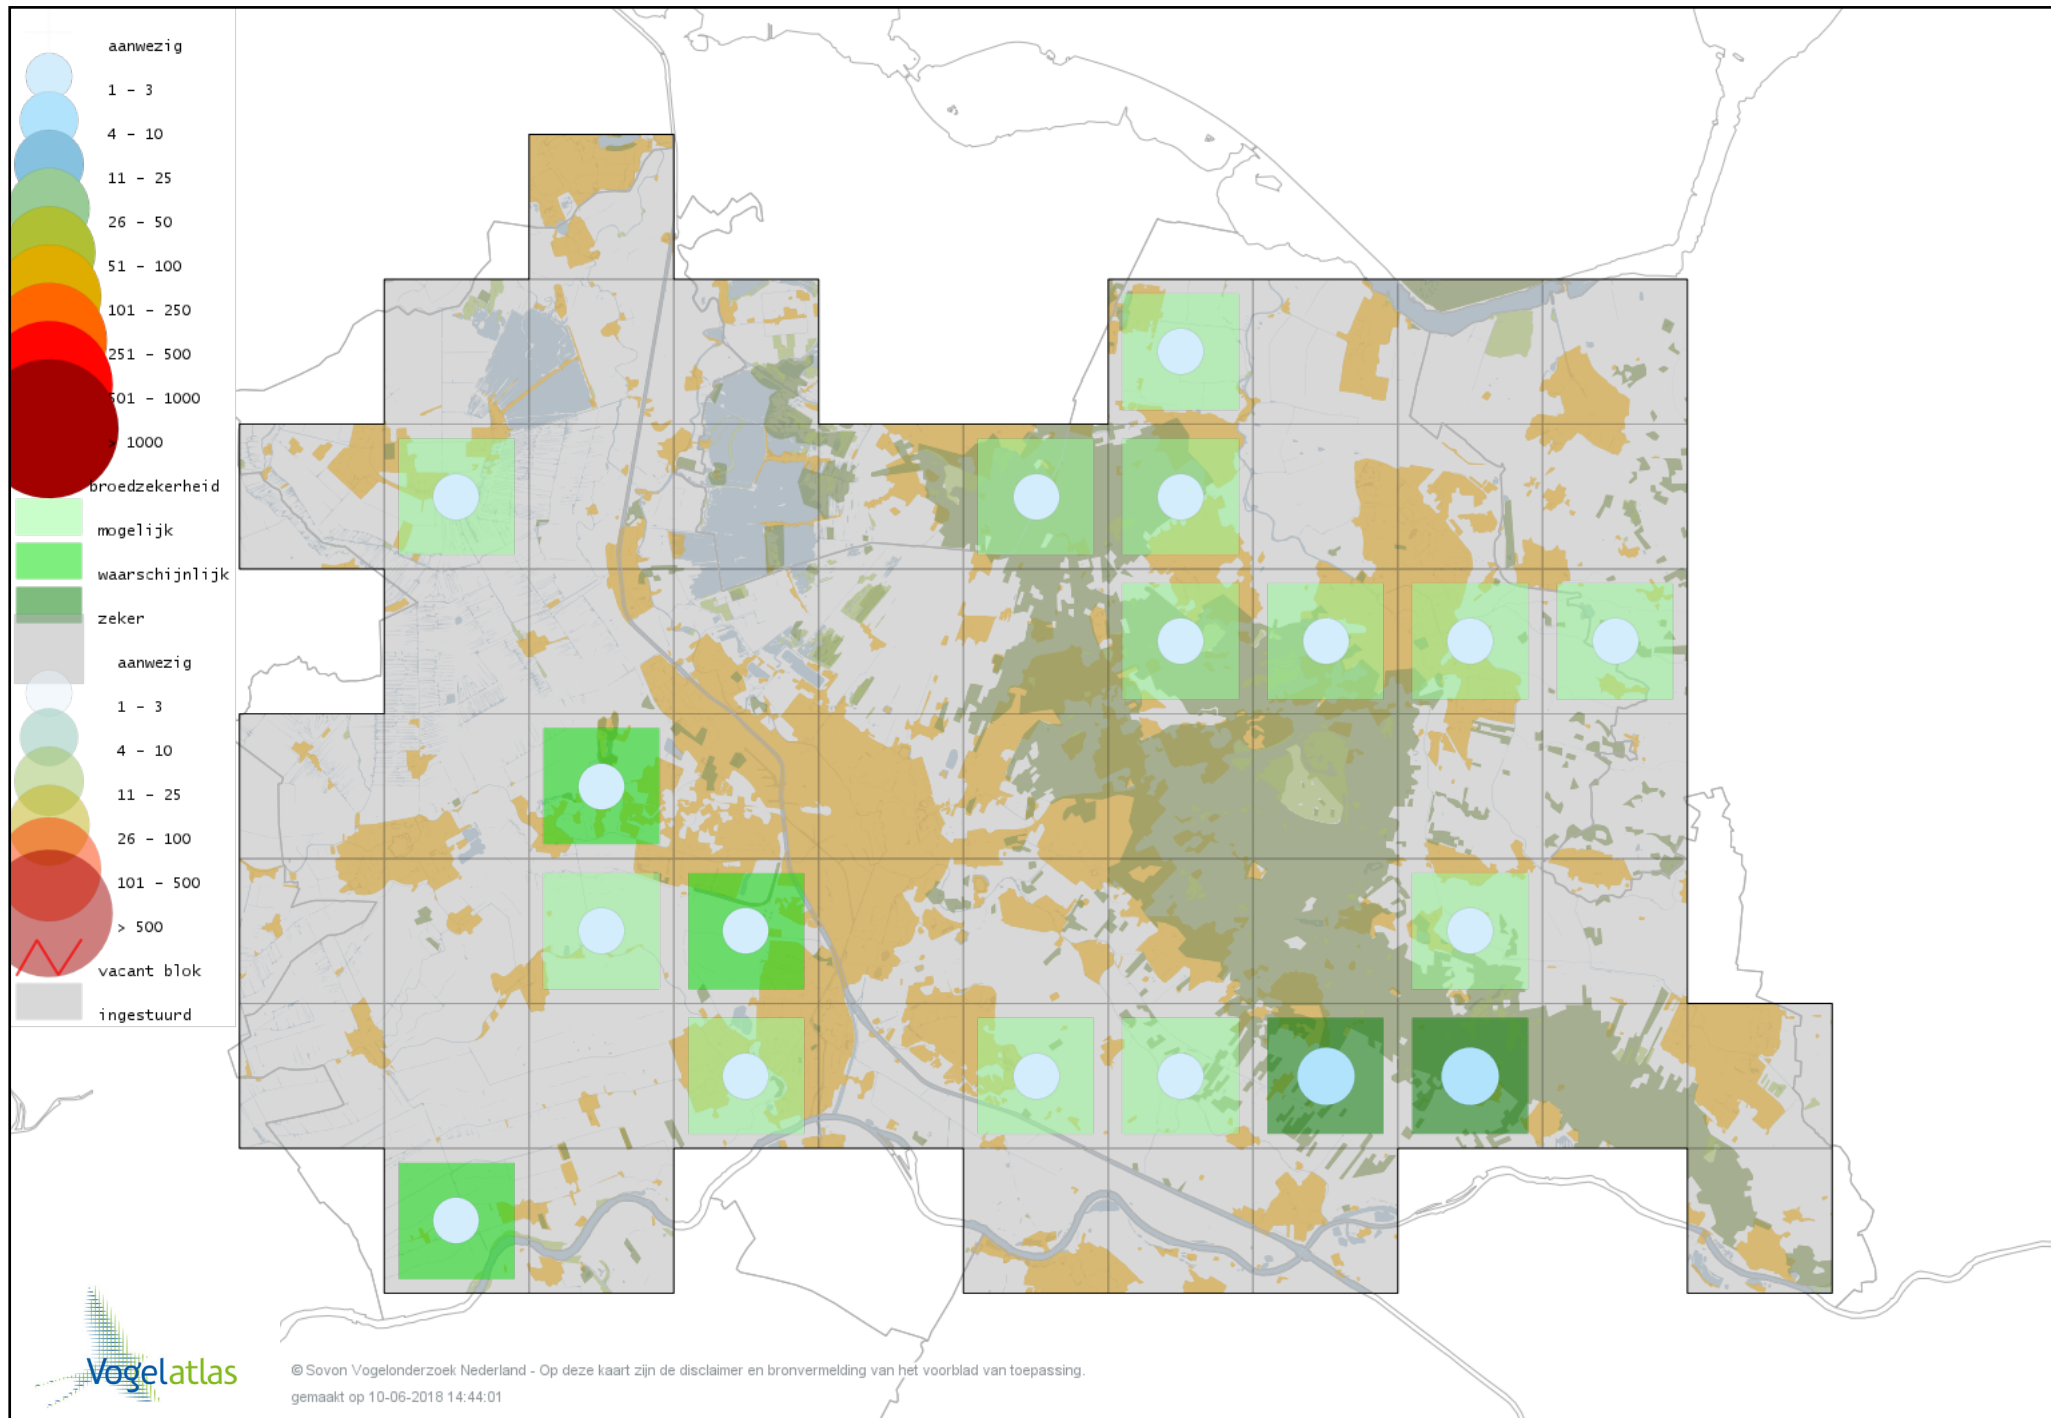 aanwezig
1 - 3
4 - 10
11 - 25
26 - 50
51 - 100
101 - 250
251 - 500
501 - 1000
> 1000
broedzekerheid
mogelijk
waarschijnlijk
zeker
aanwezig
1 - 3
4 - 10
11 - 25
26 - 100
101 - 500
> 500
vacant blok
ingestuurd
Vogelatlas
© Sovon Vogelonderzoek Nederland - Op deze kaart zijn de disclaimer en bronvermelding van het voorblad van toepassing.
gemaakt op 10-06-2018 14:44:01